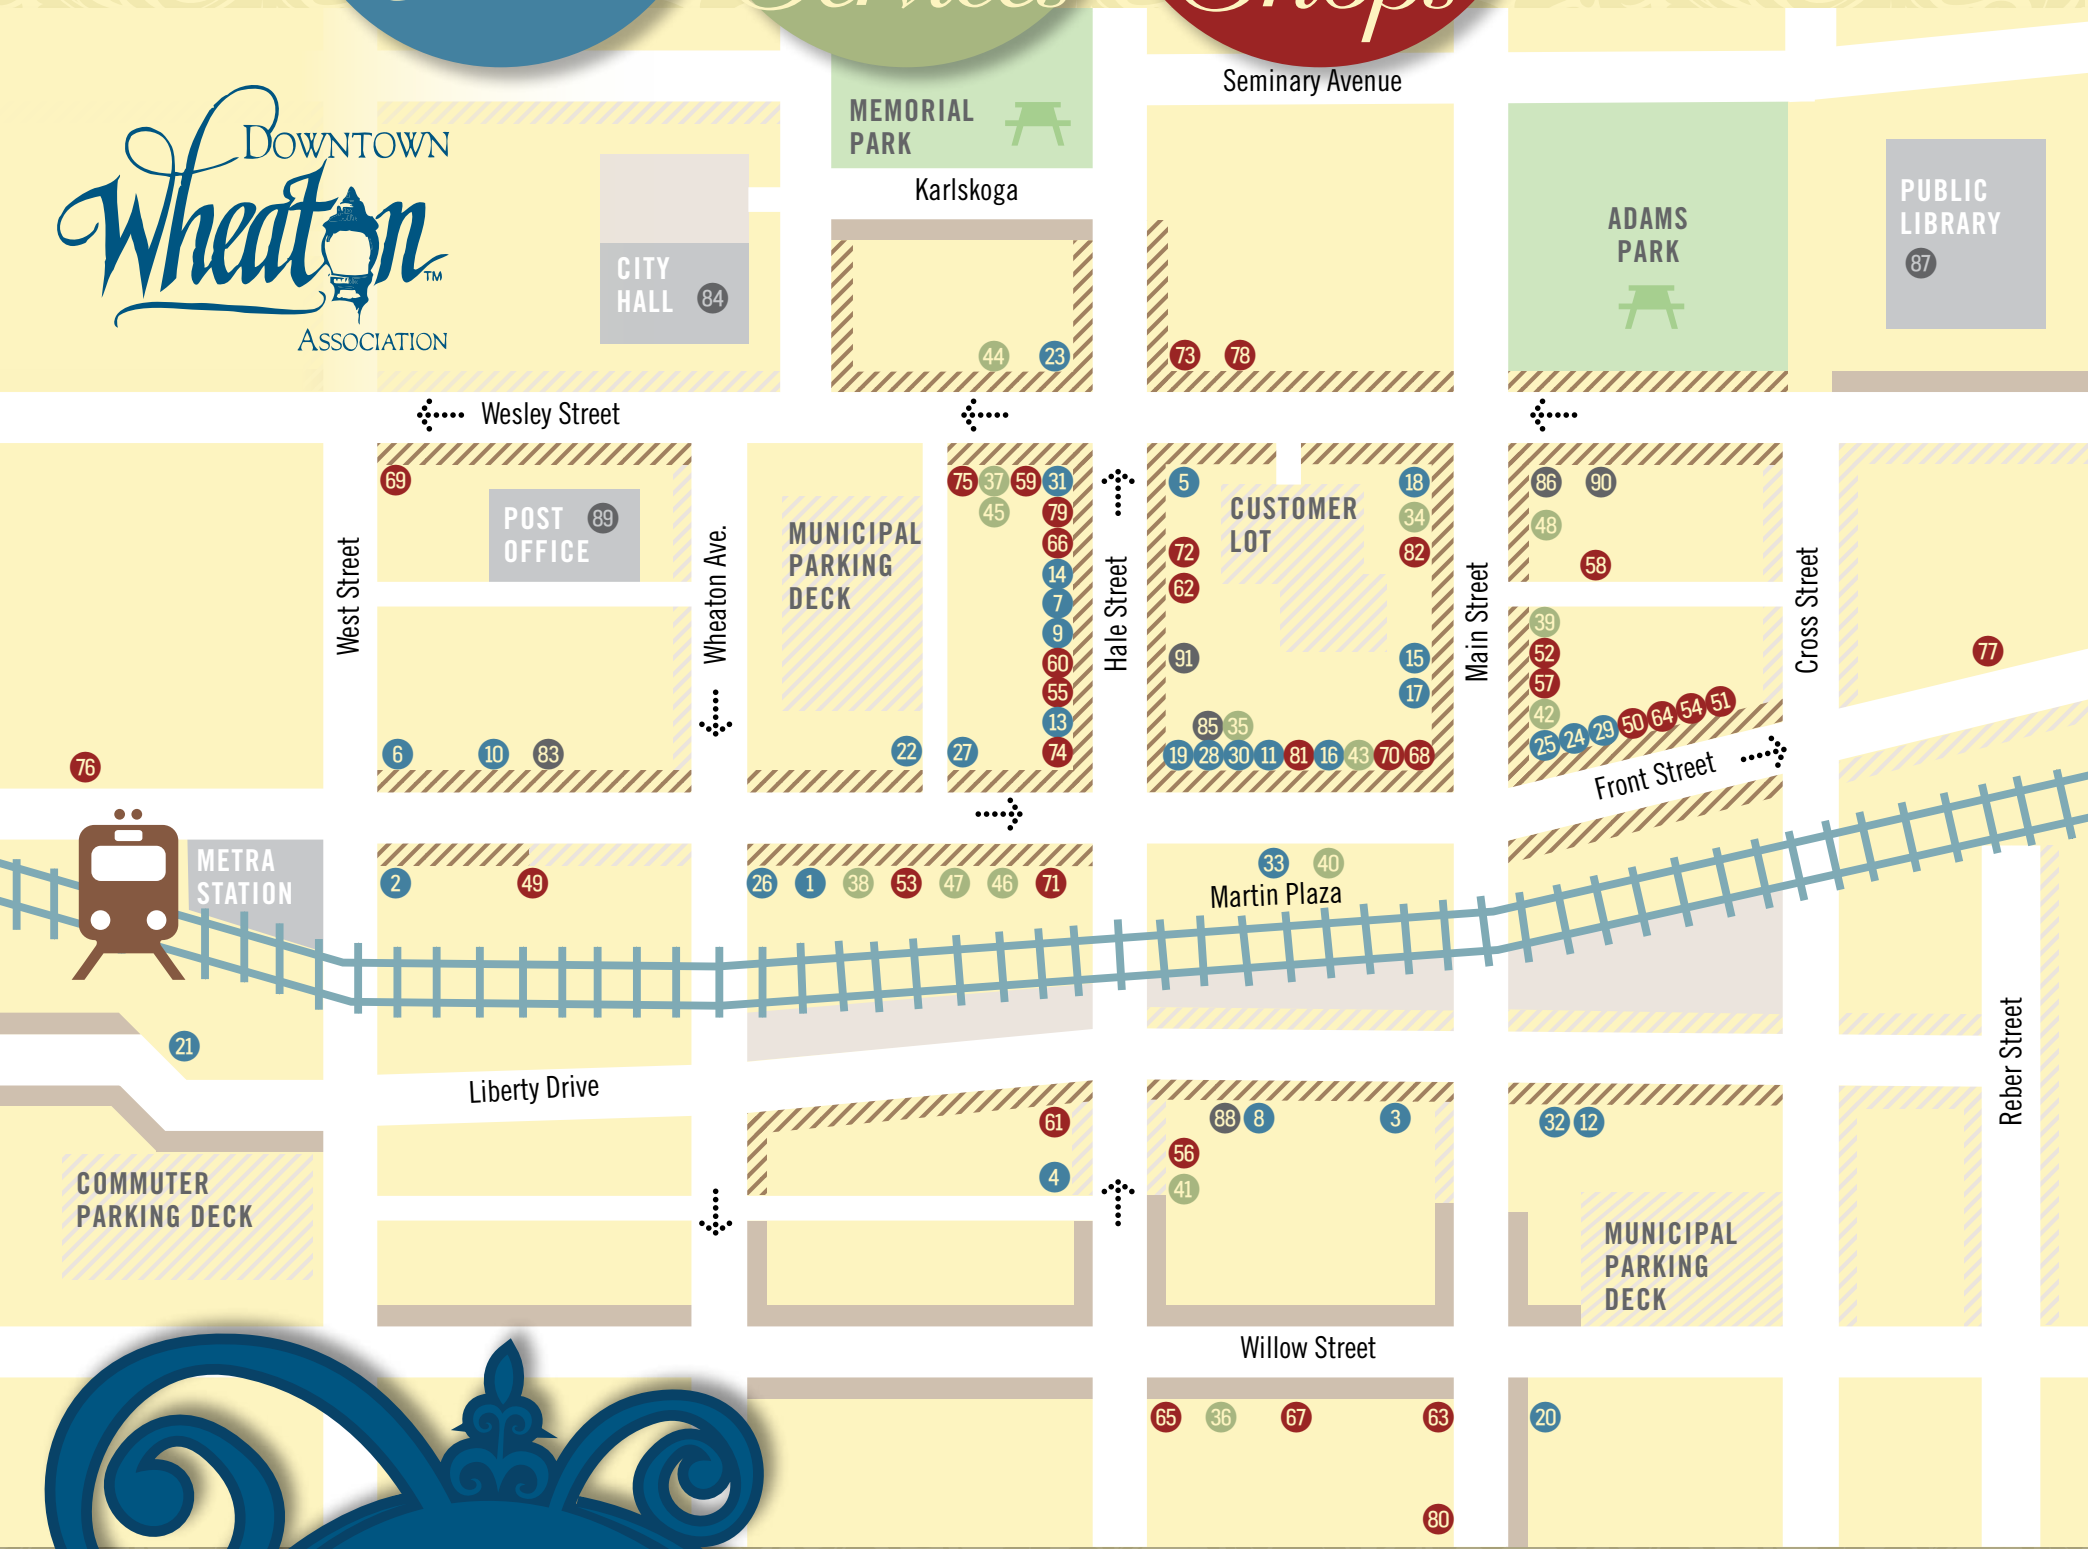 Services
Shops
Seminary Avenue
DOWNTOWN
Wheaton™
ASSOCIATION
MEMORIAL
PARK
Karlskoga
CITY
HALL 84
ADAMS
PARK
PUBLIC
LIBRARY
87
44 23
73 78
Wesley Street
69
POST 89
OFFICE
West Street
Wheaton Ave.
MUNICIPAL
PARKING
DECK
75 37 59 31
45 79
66
14
7
9
60
55
13
74
22 27
Hale Street
5
72
62
91
CUSTOMER
LOT
18
34
82
15
17
85 35
19 28 30 11 81 16 43 70 68
Main Street
86 90
48
58
39
52
57
42
25 24 29 50 64 54 51
Cross Street
77
Front Street
76
6 10 83
METRA
STATION
2 49
26 1 38 53 47 46 71
33 40
Martin Plaza
21
Liberty Drive
Reber Street
61
4
88 8 3
56
41
32 12
COMMUTER
PARKING DECK
MUNICIPAL
PARKING
DECK
Willow Street
65 36 67 63
20
80